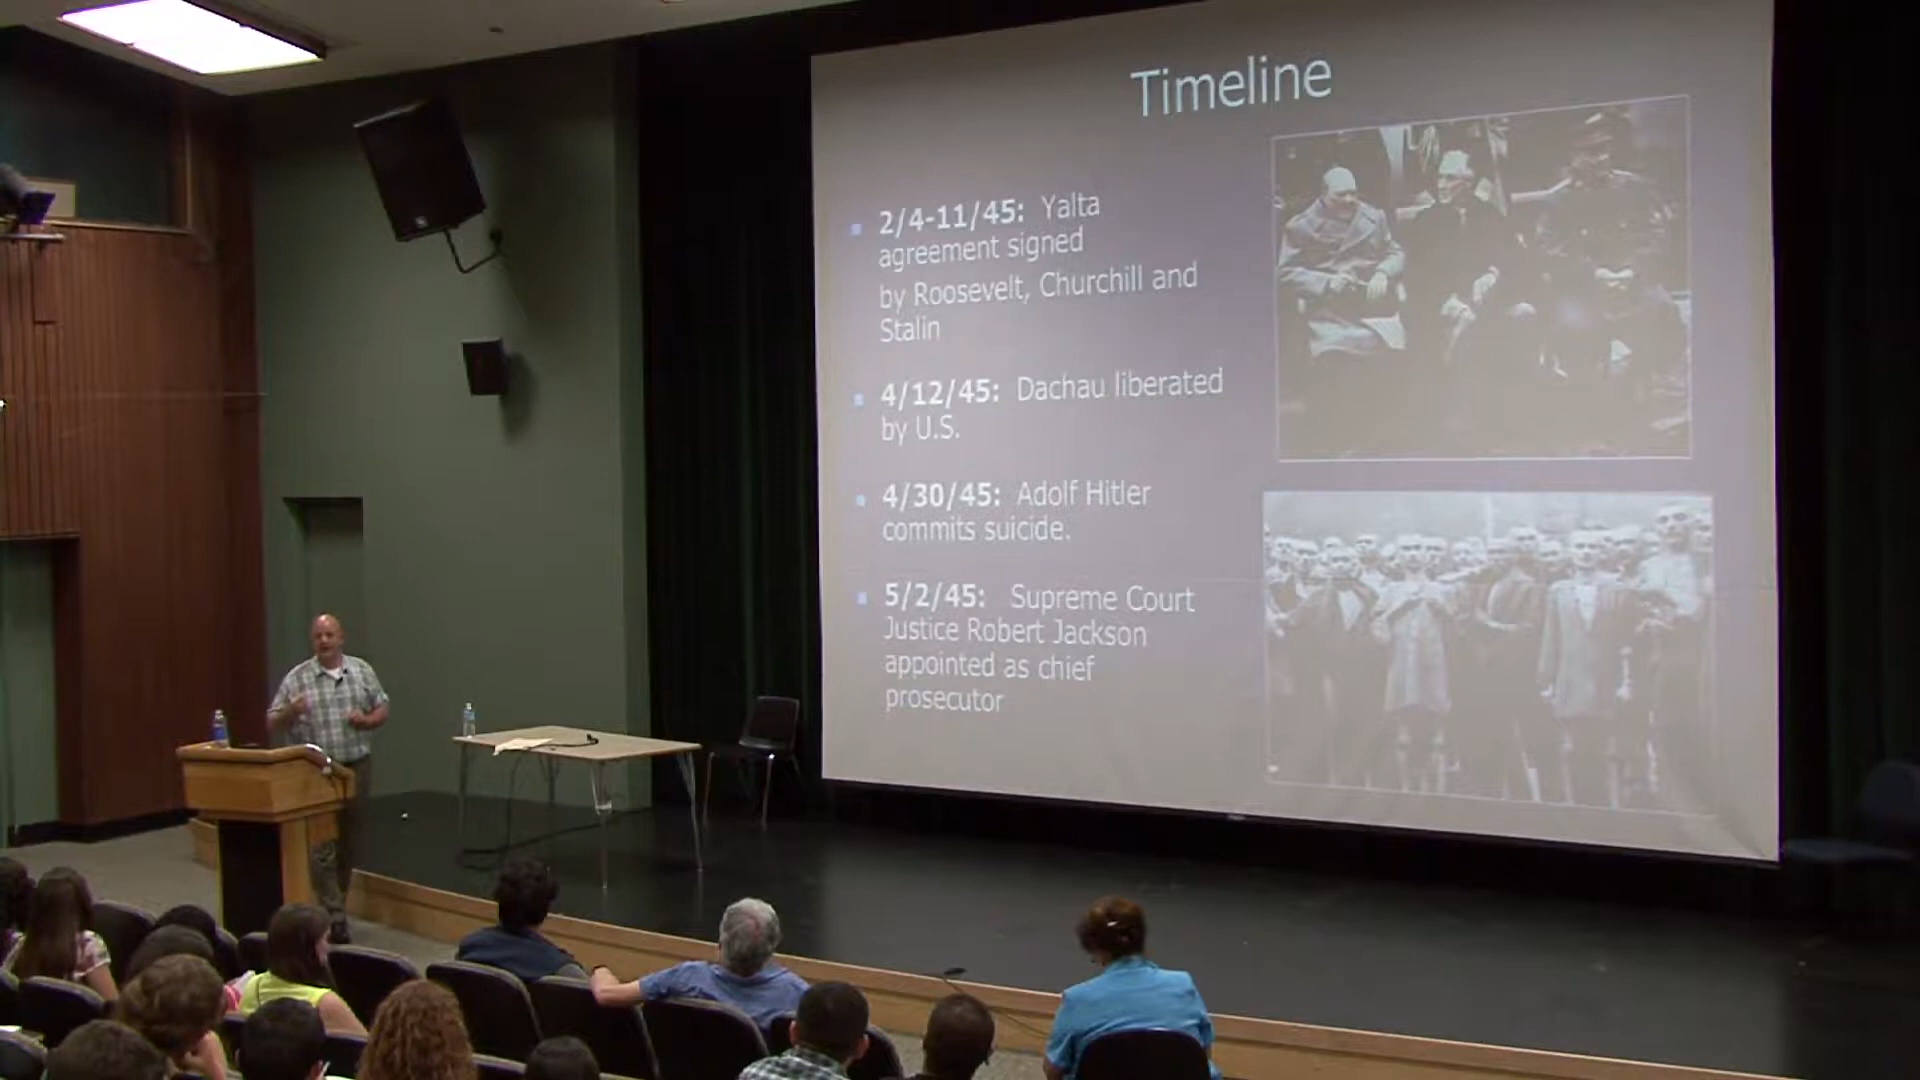 Timeline
2/4-11/45: Yalta
agreement signed
by Roosevelt, Churchill and
Stalin
4/12/45: Dachau liberated
by U.S.
4/30/45: Adolf Hitler
commits suicide.
5/2/45: Supreme Court
Justice Robert Jackson
appointed as chief
prosecutor